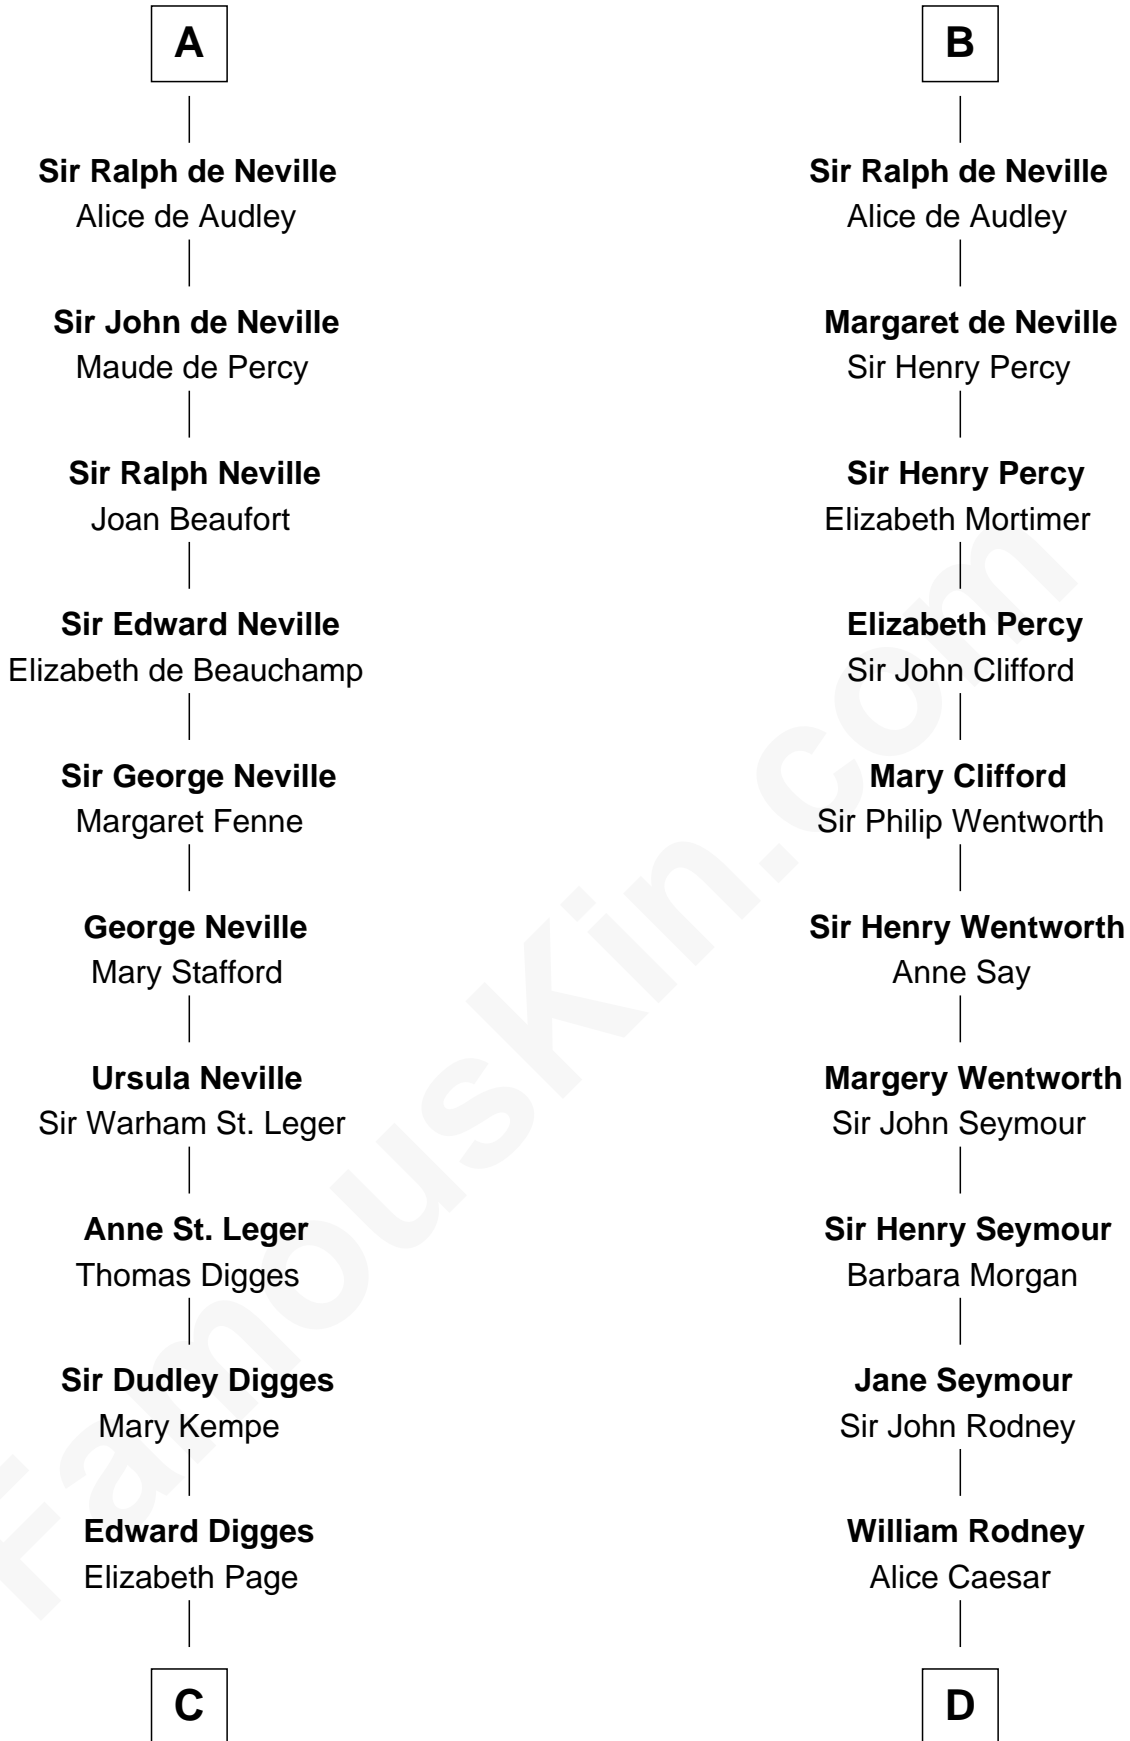 A
Sir Ralph de Neville
Alice de Audley
Sir John de Neville
Maude de Percy
Sir Ralph Neville
Joan Beaufort
Sir Edward Neville
Elizabeth de Beauchamp
Sir George Neville
Margaret Fenne
George Neville
Mary Stafford
Ursula Neville
Sir Warham St. Leger
Anne St. Leger
Thomas Digges
Sir Dudley Digges
Mary Kempe
Edward Digges
Elizabeth Page
C
B
Sir Ralph de Neville
Alice de Audley
Margaret de Neville
Sir Henry Percy
Sir Henry Percy
Elizabeth Mortimer
Elizabeth Percy
Sir John Clifford
Mary Clifford
Sir Philip Wentworth
Sir Henry Wentworth
Anne Say
Margery Wentworth
Sir John Seymour
Sir Henry Seymour
Barbara Morgan
Jane Seymour
Sir John Rodney
William Rodney
Alice Caesar
D
FamousKin.com